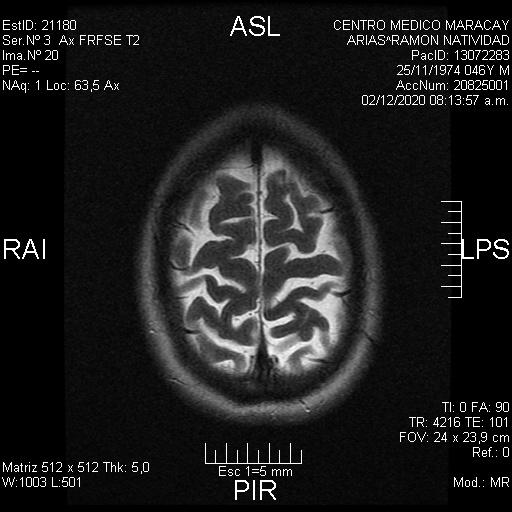 EstID: 21180
Ser.Nº 3 Ax FRFSE T2
Ima.Nº 20
PE= --
NAq: 1 Loc: 63,5 Ax
ASL
CENTRO MEDICO MARACAY
ARIAS^RAMON NATIVIDAD
PacID: 13072283
25/11/1974 046Y M
AccNum: 20825001
02/12/2020 08:13:57 a.m.
RAI
LPS
TI: 0 FA: 90
TR: 4216 TE: 101
FOV: 24 x 23,9 cm
Ref.: 0
Matriz 512 x 512 Thk: 5,0
W:1003 L:501
Esc 1=5 mm
PIR
Mod.: MR